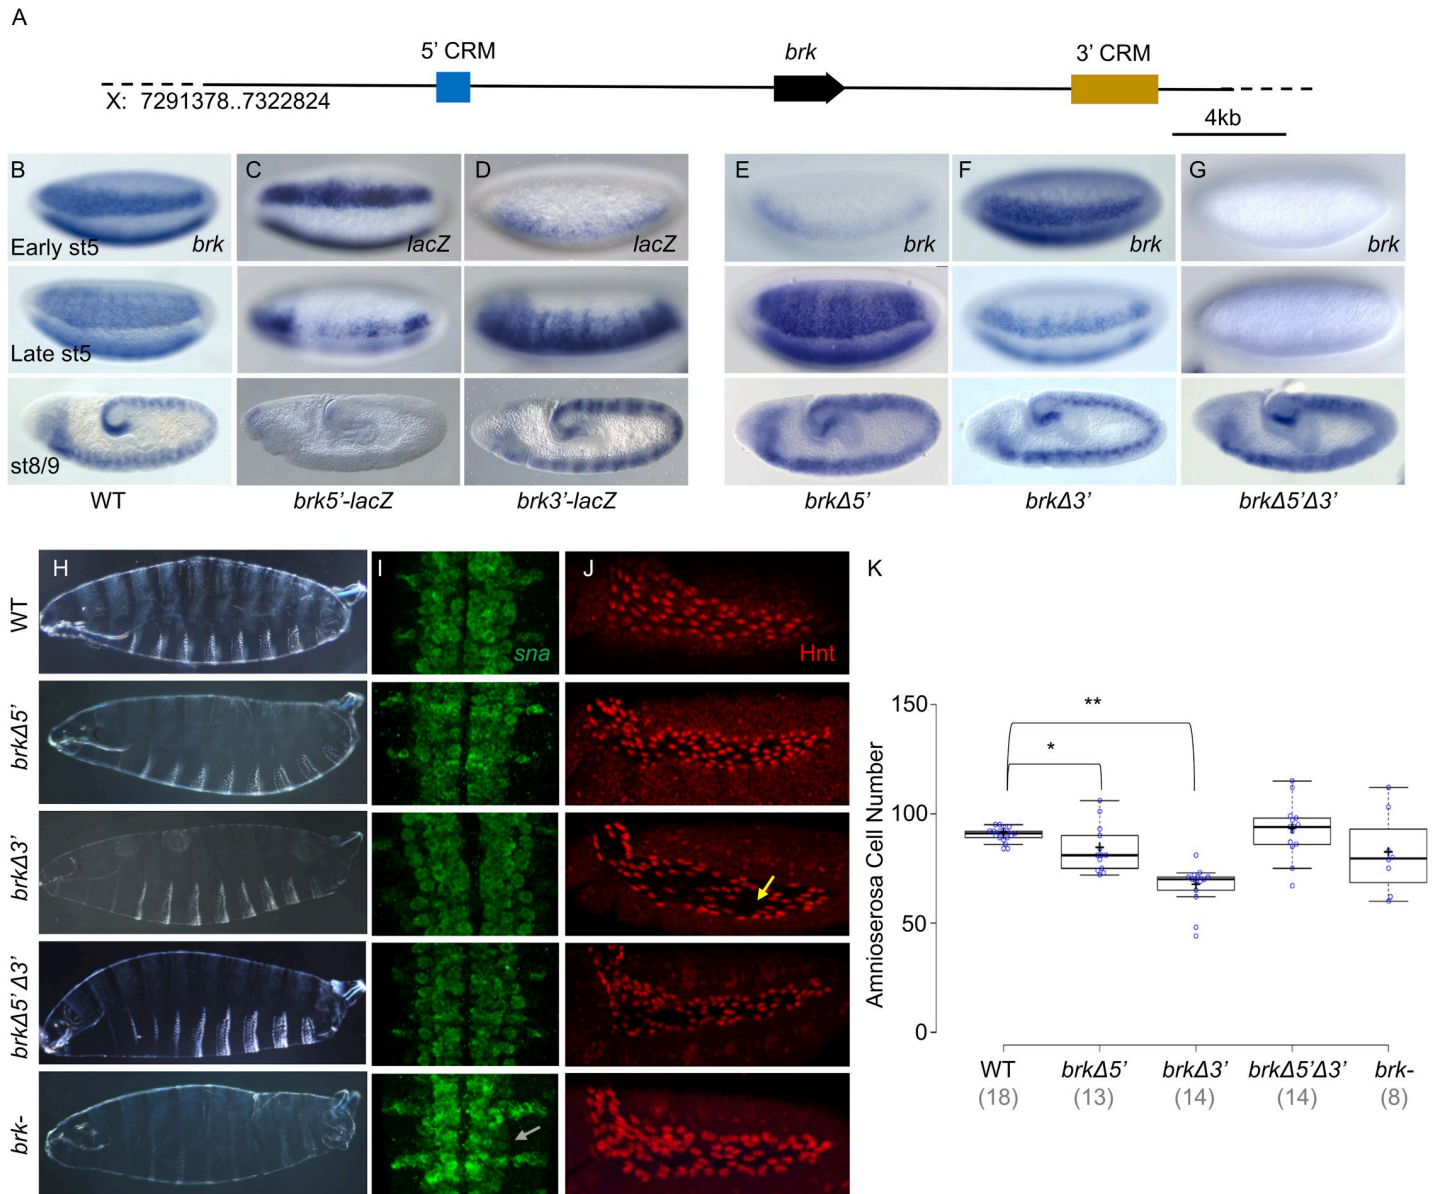 A
5’ CRM
brk
3’ CRM
X: 7291378..7322824
4kb
B
C
D
E
F
G
Early st5
brk
lacZ
lacZ
brk
brk
brk
Late st5
st8/9
WT
brk5’-lacZ
brk3’-lacZ
brkΔ5’
brkΔ3’
brkΔ5’Δ3’
H
I
J
K
WT
sna
Hnt
brkΔ5’
brkΔ3’
brkΔ5’ Δ3’
brk-
Amnioserosa Cell Number
150
100
50
0
**
*
WT
brkΔ5’
brkΔ3’
brkΔ5’Δ3’
brk-
(18)
(13)
(14)
(14)
(8)